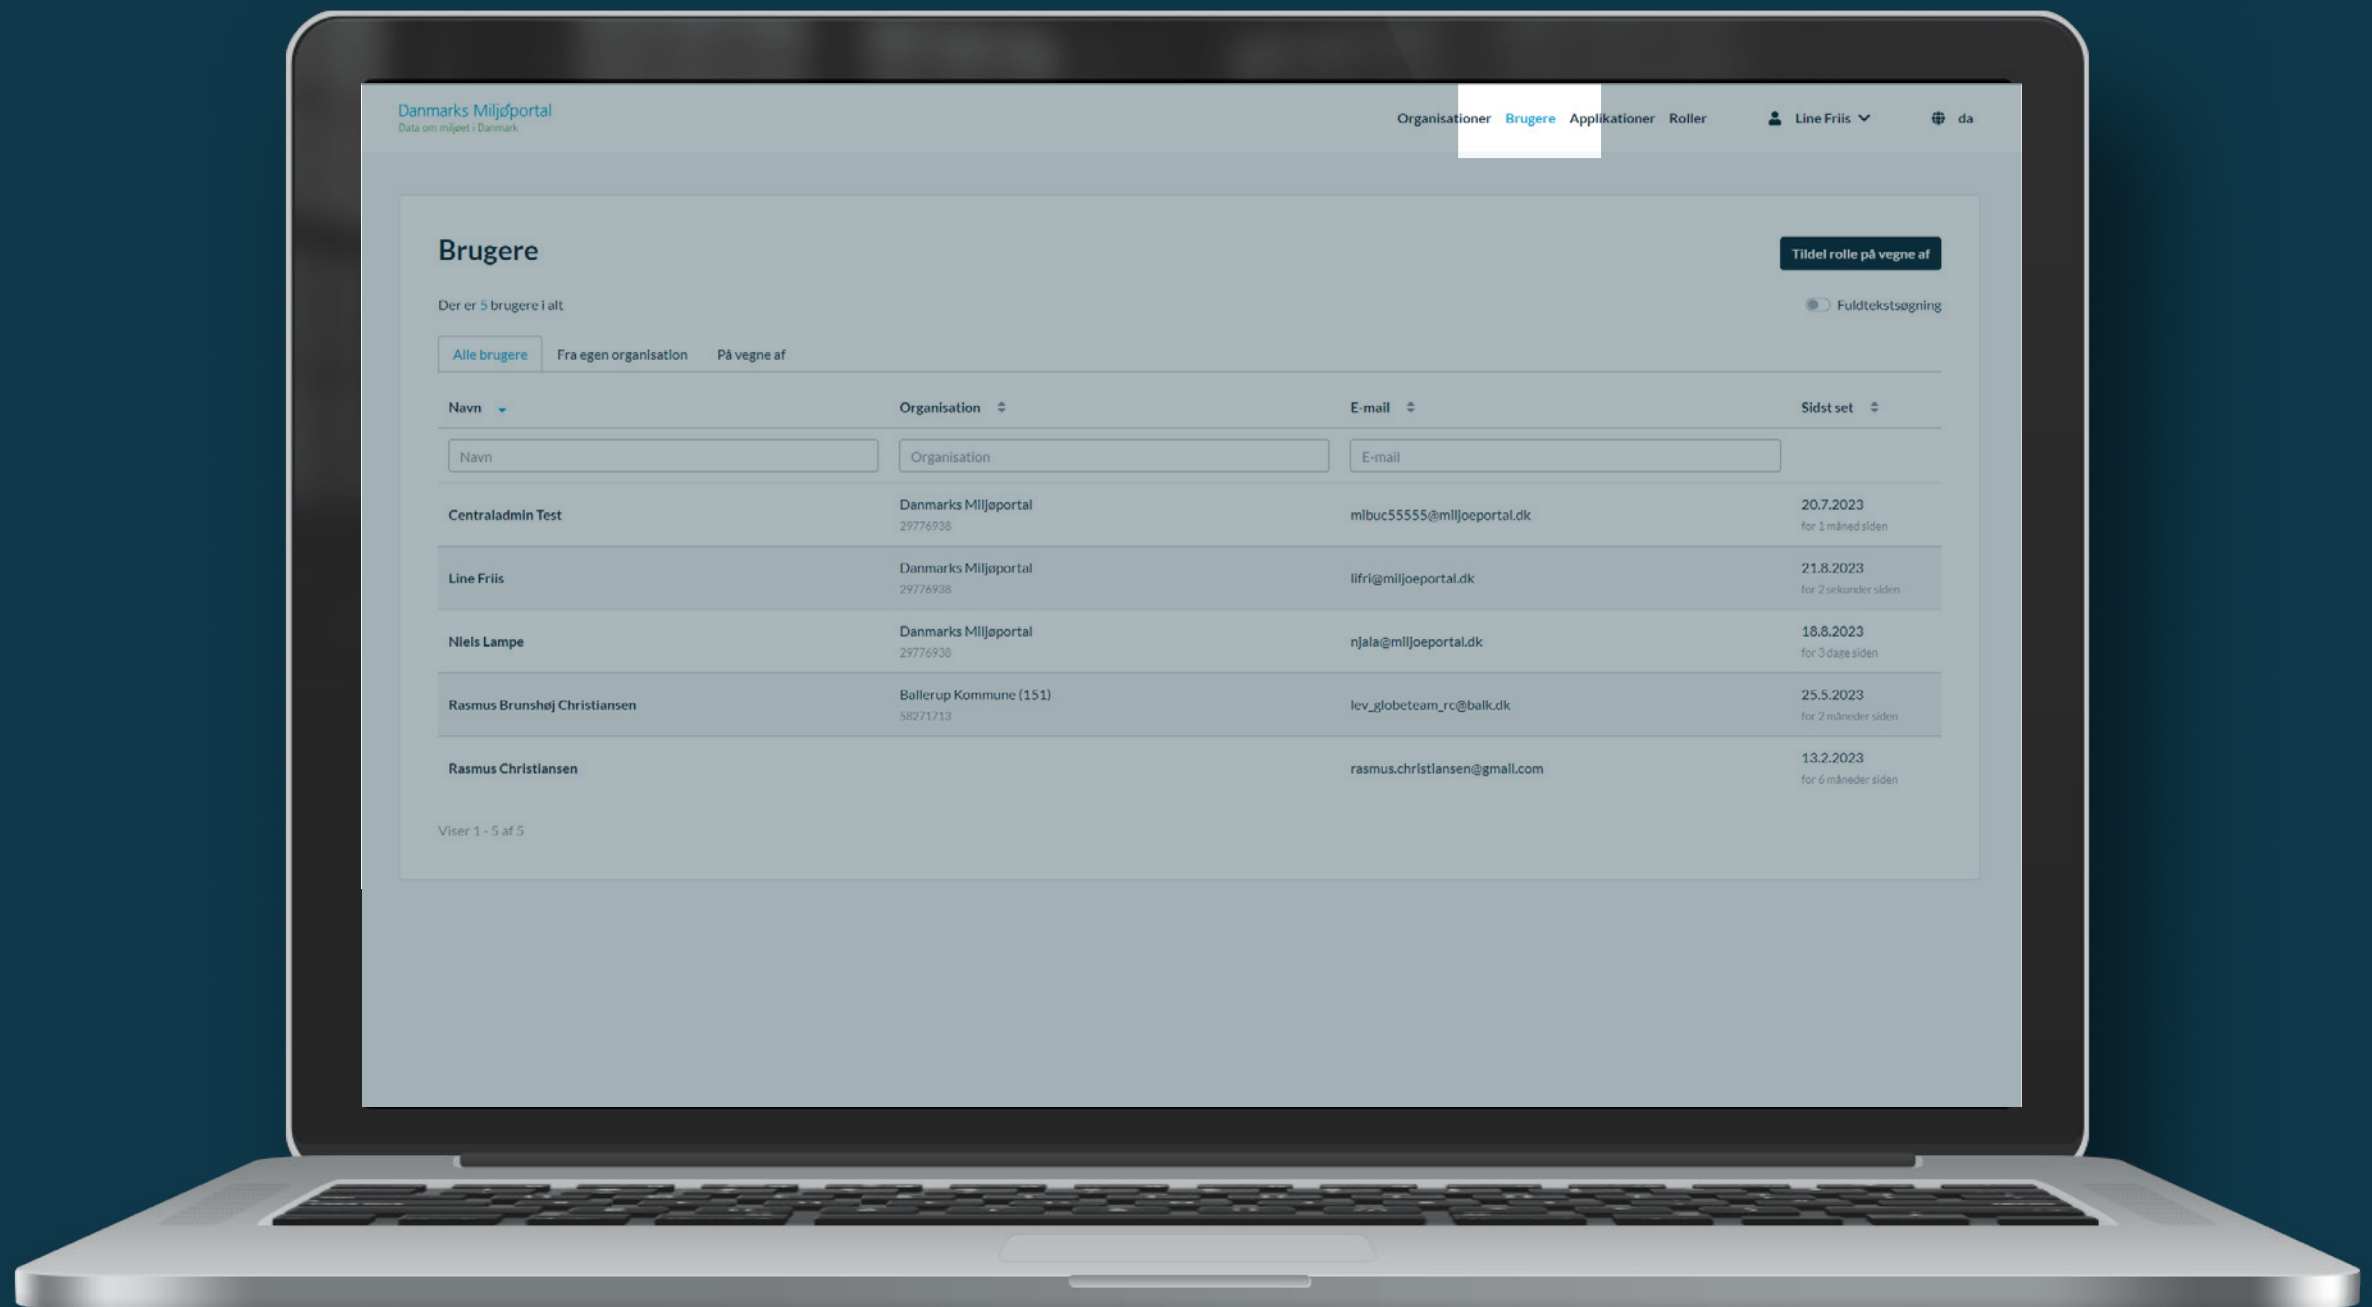 Danmarks Miljøportal
Data om miljøet i Danmark
Organisationer Brugere Applikationer Roller Line Friis da
Brugere
Tildel rolle på vegne af
Der er 5 brugere i alt
Fuldtekstsøgning
Alle brugere Fra egen organisation På vegne af
Navn Organisation E-mail Sidst set
Navn Organisation E-mail
Centraladmin Test Danmarks Miljøportal mibuc55555@miljoeportal.dk 20.7.2023
29776938 for 1 måned siden
Line Friis Danmarks Miljøportal lifri@miljoeportal.dk 21.8.2023
29776938 for 2 sekunder siden
Niels Lampe Danmarks Miljøportal njala@miljoeportal.dk 18.8.2023
29776938 for 3 dage siden
Rasmus Brunshøj Christiansen Ballerup Kommune (151) lev_globeteam_rc@balk.dk 25.5.2023
58271713 for 2 måneder siden
Rasmus Christiansen rasmus.christiansen@gmail.com 13.2.2023
for 6 måneder siden
Viser 1 - 5 af 5